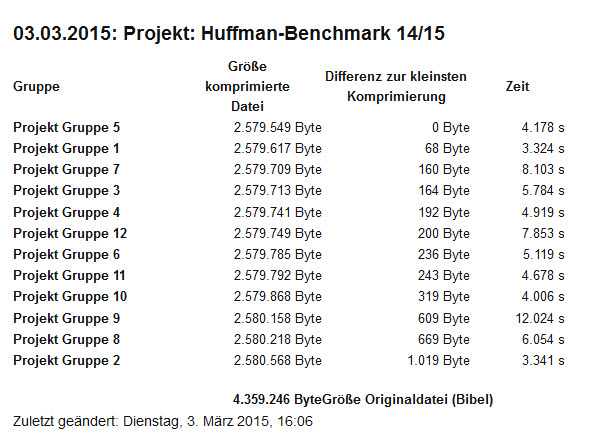 03.03.2015: Projekt: Huffman-Benchmark 14/15
Gruppe Größe komprimierte Datei Differenz zur kleinsten Komprimierung Zeit
Projekt Gruppe 5 2.579.549 Byte 0 Byte 4.178 s
Projekt Gruppe 1 2.579.617 Byte 68 Byte 3.324 s
Projekt Gruppe 7 2.579.709 Byte 160 Byte 8.103 s
Projekt Gruppe 3 2.579.713 Byte 164 Byte 5.784 s
Projekt Gruppe 4 2.579.741 Byte 192 Byte 4.919 s
Projekt Gruppe 12 2.579.749 Byte 200 Byte 7.853 s
Projekt Gruppe 6 2.579.785 Byte 236 Byte 5.119 s
Projekt Gruppe 11 2.579.792 Byte 243 Byte 4.678 s
Projekt Gruppe 10 2.579.868 Byte 319 Byte 4.006 s
Projekt Gruppe 9 2.580.158 Byte 609 Byte 12.024 s
Projekt Gruppe 8 2.580.218 Byte 669 Byte 6.054 s
Projekt Gruppe 2 2.580.568 Byte 1.019 Byte 3.341 s
4.359.246 ByteGröße Originaldatei (Bibel)
Zuletzt geändert: Dienstag, 3. März 2015, 16:06